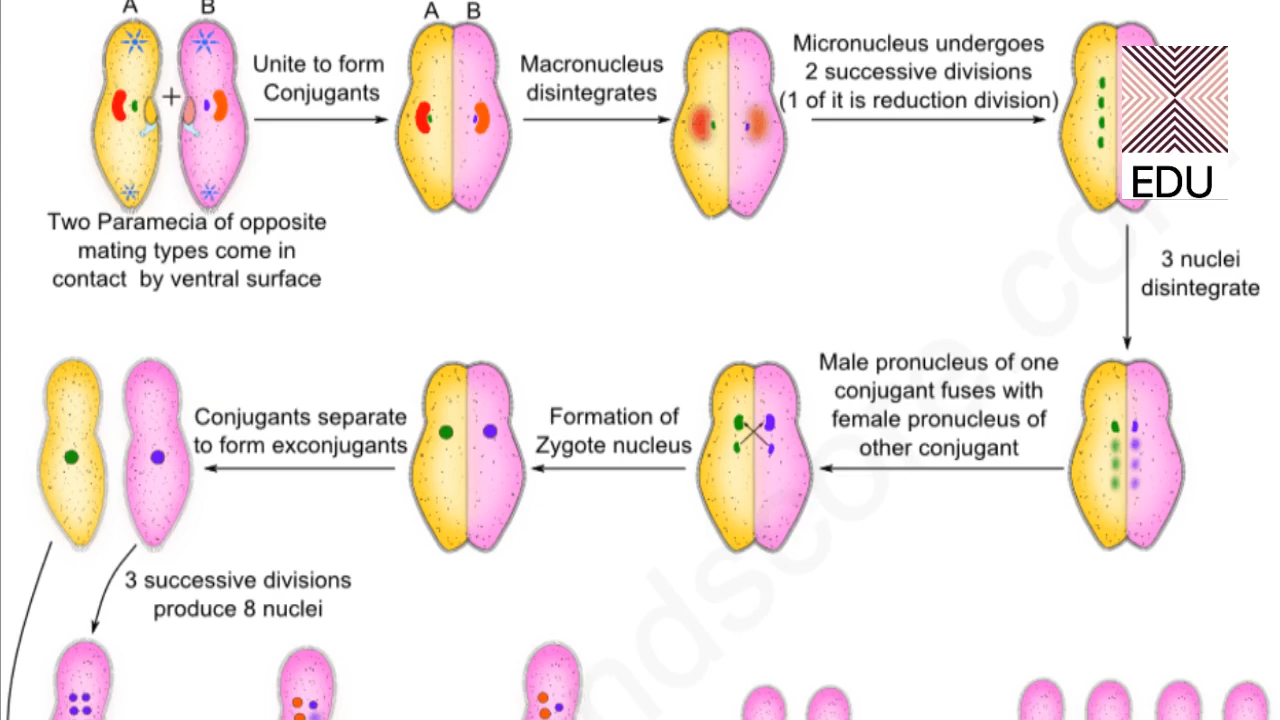 A
B
A
B
Unite to form
Conjugants
Macronucleus
disintegrates
Micronucleus undergoes
2 successive divisions
(1 of it is reduction division)
+
EDU
Two Paramecia of opposite
mating types come in
contact by ventral surface
3 nuclei
disintegrate
Male pronucleus of one
conjugant fuses with
female pronucleus of
other conjugant
Formation of
Zygote nucleus
Conjugants separate
to form exconjugants
3 successive divisions
produce 8 nuclei